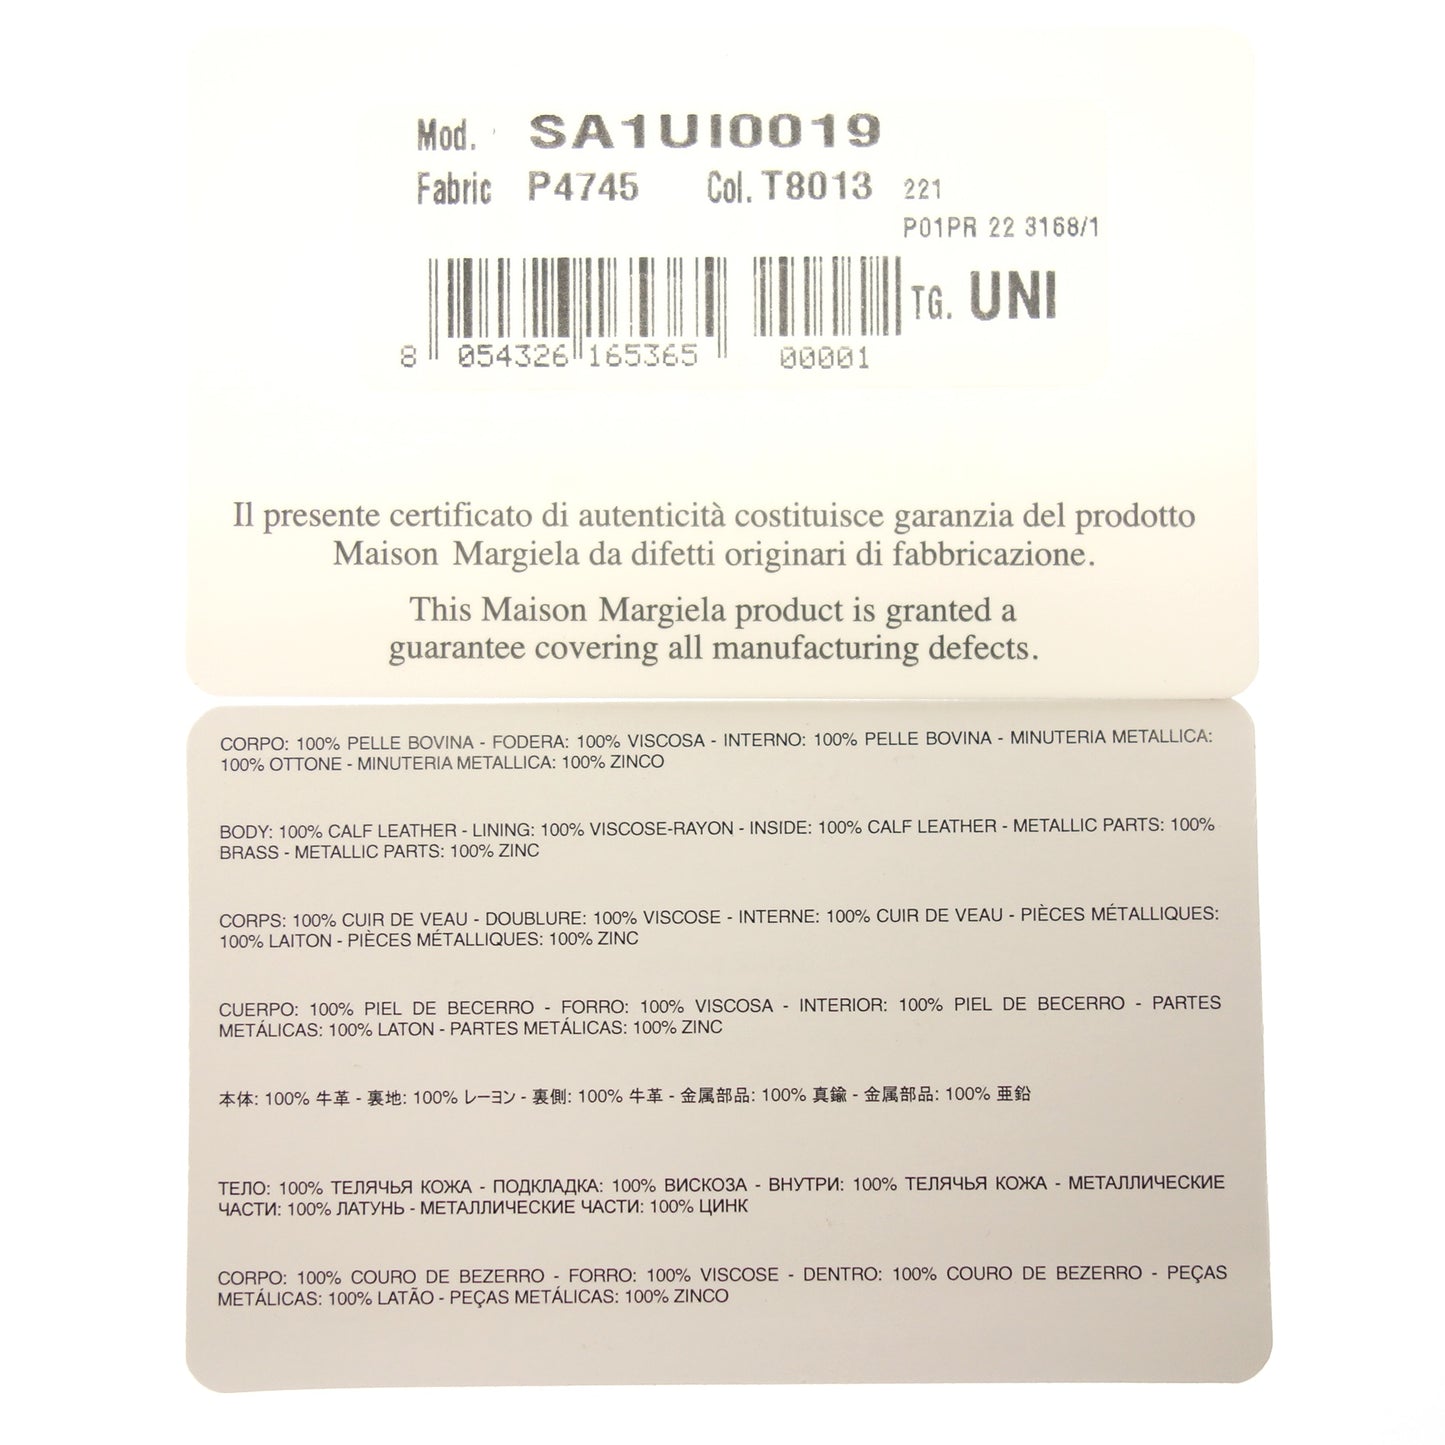 Mod. SA1UI0019
Fabric P4745 Col. T8013 221
P01PR 22 3168/1
TG. UNI
8 054326 165365 00001
Il presente certificato di autenticità costituisce garanzia del prodotto
Maison Margiela da difetti originari di fabbricazione.
This Maison Margiela product is granted a
guarantee covering all manufacturing defects.
CORPO: 100% PELLE BOVINA - FODERA: 100% VISCOSA - INTERNO: 100% PELLE BOVINA - MINUTERIA METALLICA:
100% OTTONE - MINUTERIA METALLICA: 100% ZINCO
BODY: 100% CALF LEATHER - LINING: 100% VISCOSE-RAYON - INSIDE: 100% CALF LEATHER - METALLIC PARTS: 100%
BRASS - METALLIC PARTS: 100% ZINC
CORPS: 100% CUIR DE VEAU - DOUBLURE: 100% VISCOSE - INTERNE: 100% CUIR DE VEAU - PIÈCES MÉTALLIQUES:
100% LAITON - PIÈCES MÉTALLIQUES: 100% ZINC
CUERPO: 100% PIEL DE BECERRO - FORRO: 100% VISCOSA - INTERIOR: 100% PIEL DE BECERRO - PARTES
METÁLICAS: 100% LATON - PARTES METÁLICAS: 100% ZINC
本体: 100% 牛革 - 裏地: 100% レーヨン - 裏側: 100% 牛革 - 金属部品: 100% 真鍮 - 金属部品: 100% 亜鉛
ТЕЛО: 100% ТЕЛЯЧЬЯ КОЖА - ПОДКЛАДКА: 100% ВИСКОЗА - ВНУТРИ: 100% ТЕЛЯЧЬЯ КОЖА - МЕТАЛЛИЧЕСКИЕ
ЧАСТИ: 100% ЛАТУНЬ - МЕТАЛЛИЧЕСКИЕ ЧАСТИ: 100% ЦИНК
CORPO: 100% COURO DE BEZERRO - FORRO: 100% VISCOSE - DENTRO: 100% COURO DE BEZERRO - PEÇAS
METÁLICAS: 100% LATÃO - PEÇAS METÁLICAS: 100% ZINCO